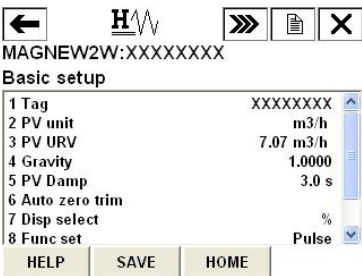 H
MAGNEW2W:XXXXXXXX
Basic setup
1 Tag XXXXXXXX
2 PV unit m3/h
3 PV URV 7.07 m3/h
4 Gravity 1.0000
5 PV Damp 3.0 s
6 Auto zero trim
7 Disp select %
8 Func set Pulse
HELP SAVE HOME